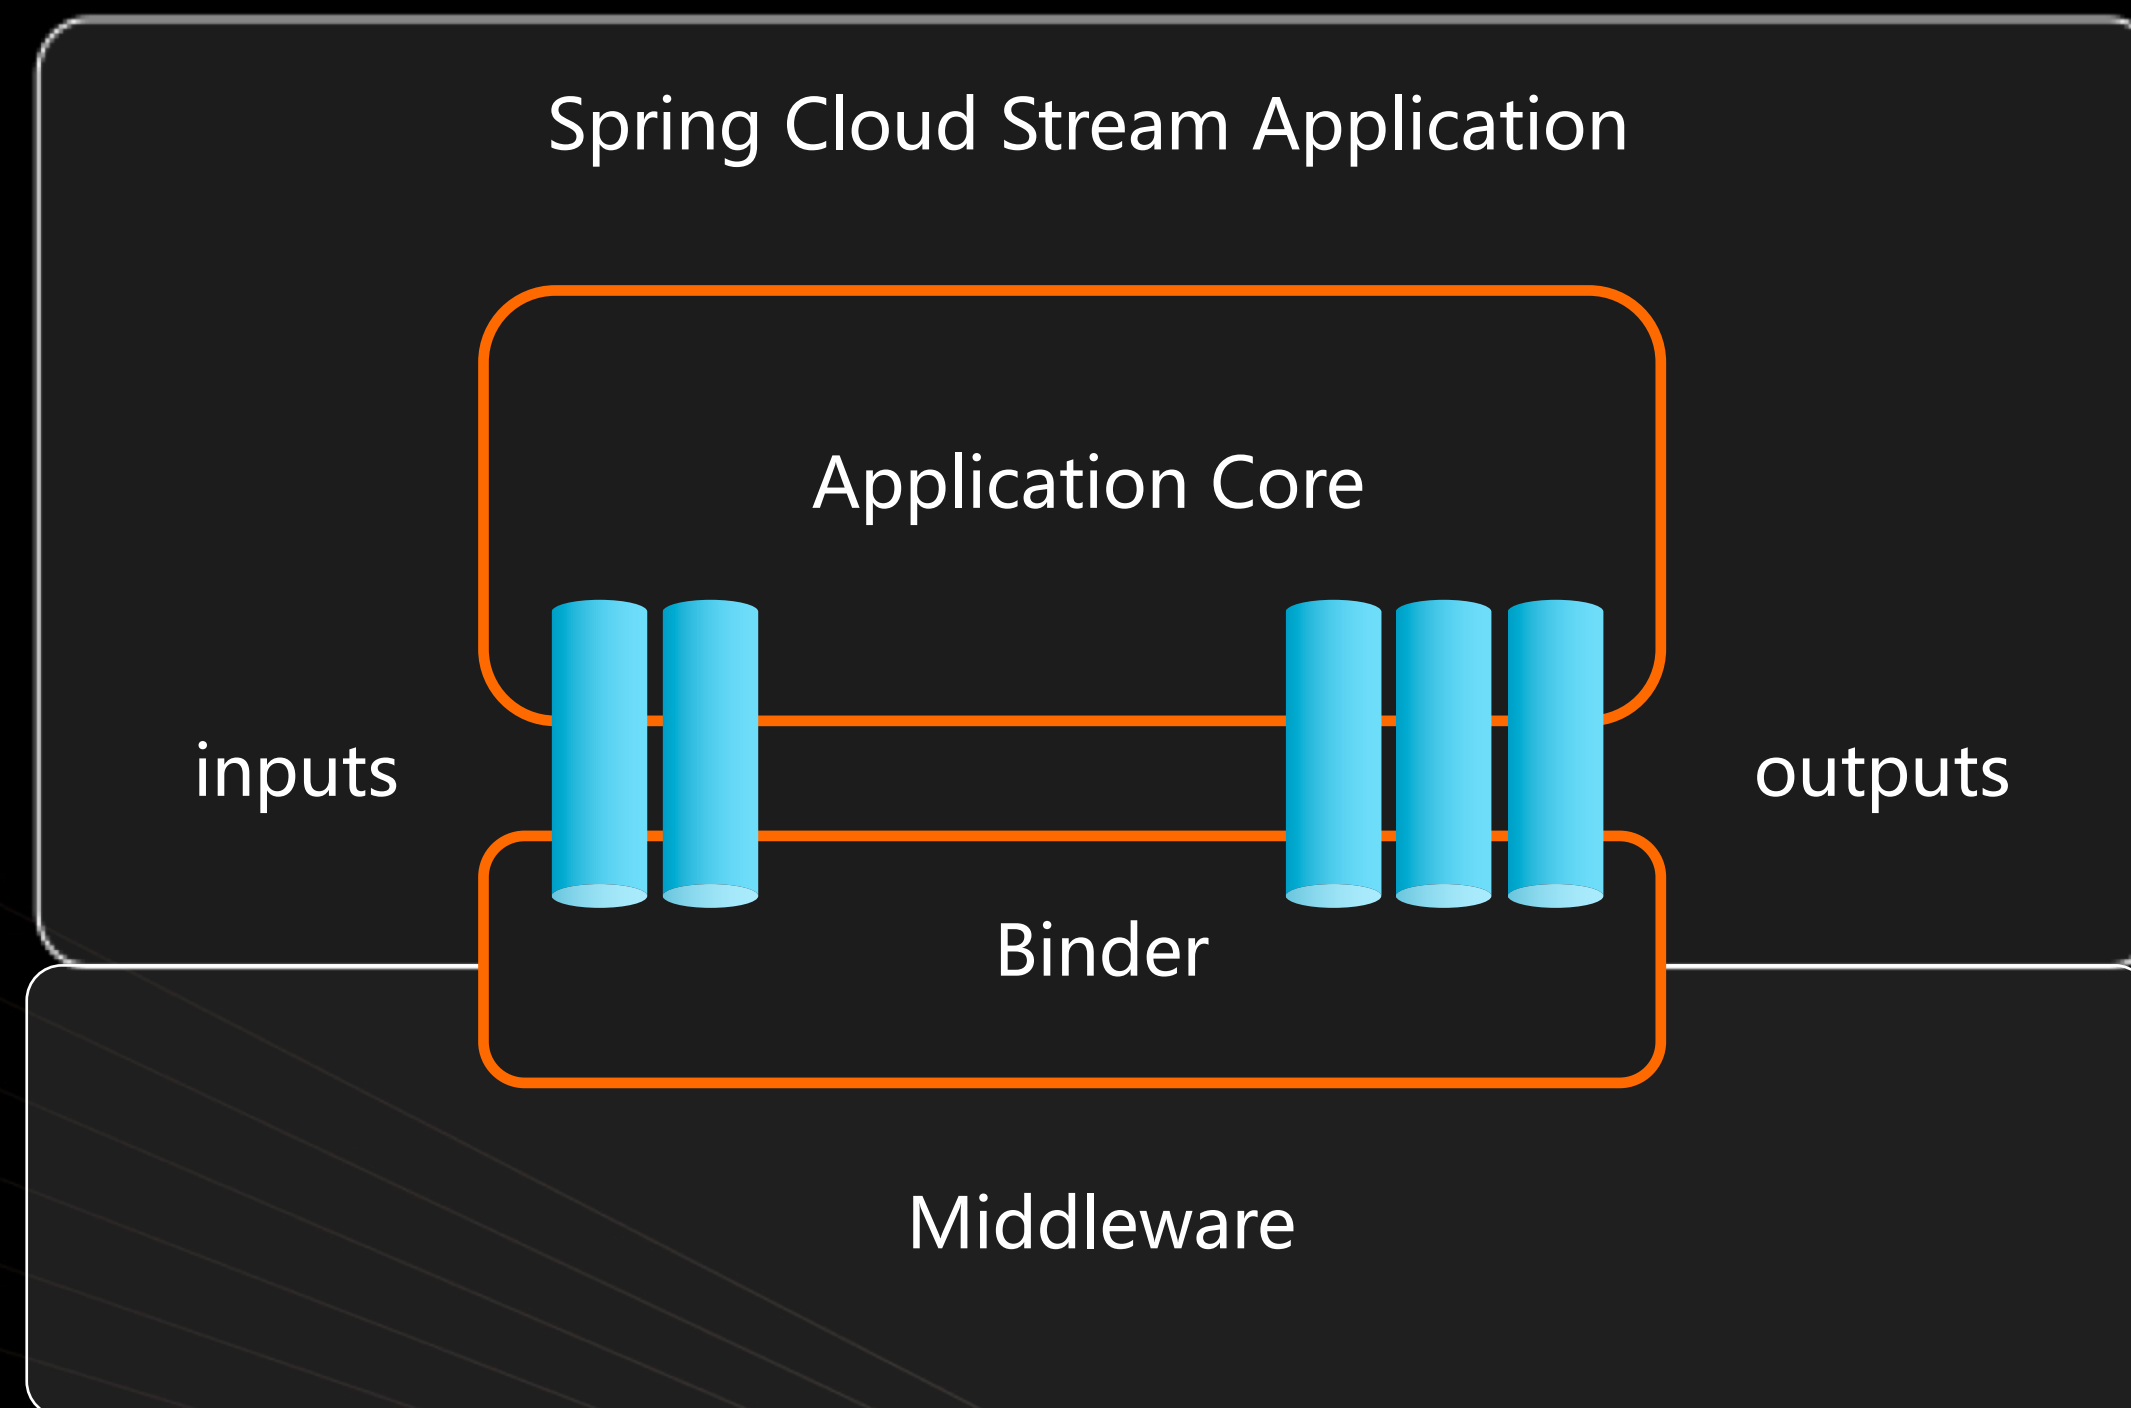 Spring Cloud Stream Application
Application Core
inputs
outputs
Binder
Middleware